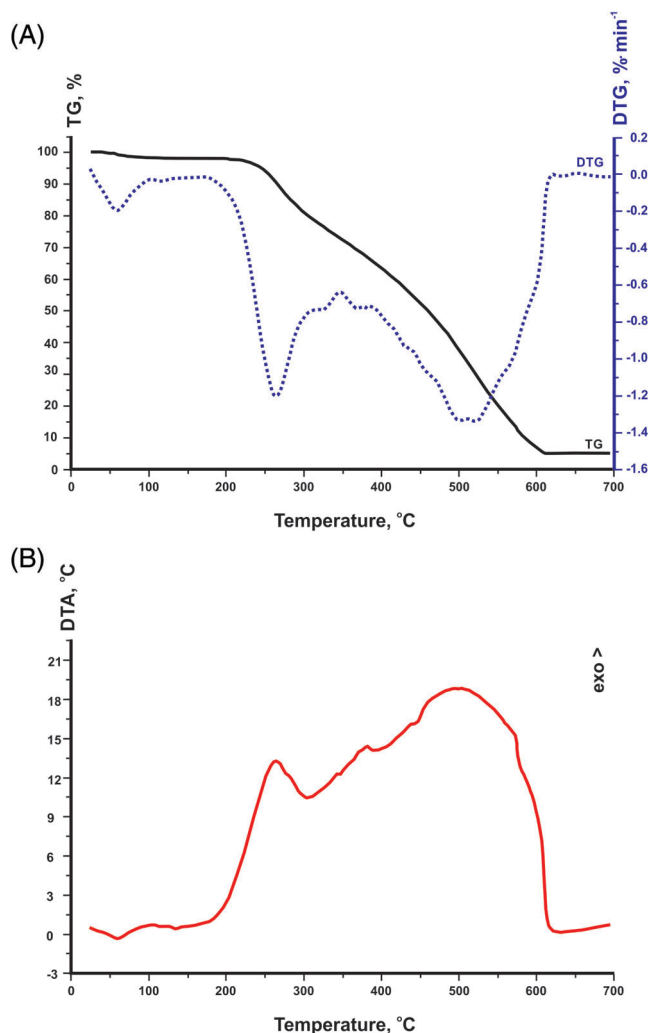 (A)
TG, %
DTG, %·min⁻¹
100
90
80
70
60
50
40
30
20
10
0
0.2
0.0
-0.2
-0.4
-0.6
-0.8
-1.0
-1.2
-1.4
-1.6
DTG
TG
0 100 200 300 400 500 600 700
Temperature, °C
(B)
DTA, °C
exo >
21
18
15
12
9
6
3
0
-3
0 100 200 300 400 500 600 700
Temperature, °C